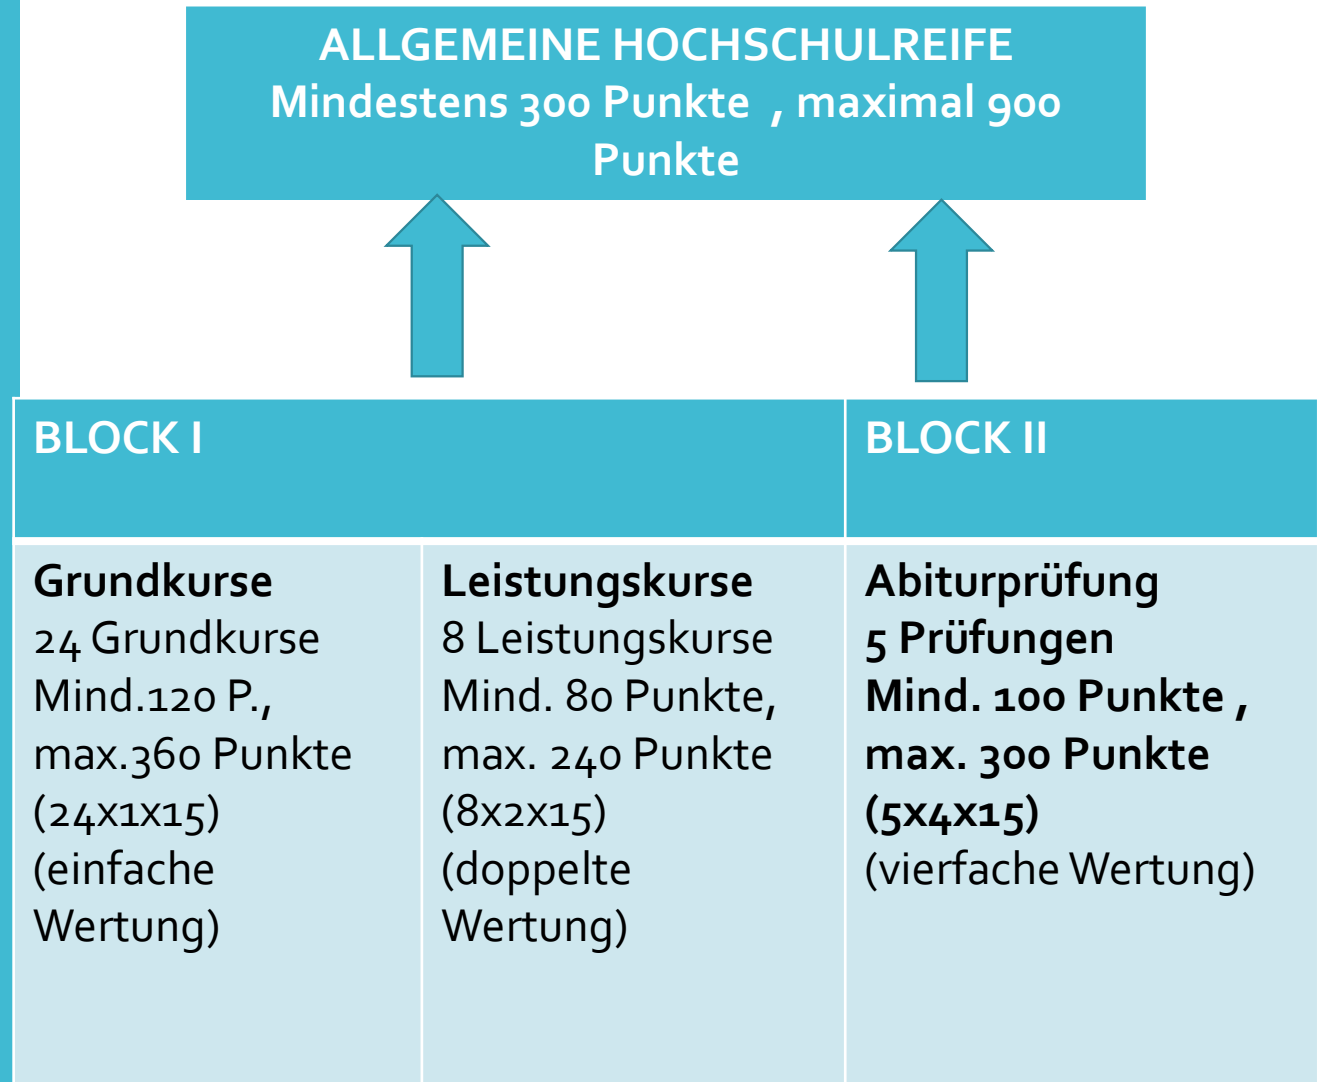 ALLGEMEINE HOCHSCHULREIFE
Mindestens 300 Punkte , maximal 900
Punkte
BLOCK I
BLOCK II
Grundkurse
24 Grundkurse
Mind.120 P.,
max.360 Punkte
(24x1x15)
(einfache
Wertung)
Leistungskurse
8 Leistungskurse
Mind. 80 Punkte,
max. 240 Punkte
(8x2x15)
(doppelte
Wertung)
Abiturprüfung
5 Prüfungen
Mind. 100 Punkte ,
max. 300 Punkte
(5x4x15)
(vierfache Wertung)